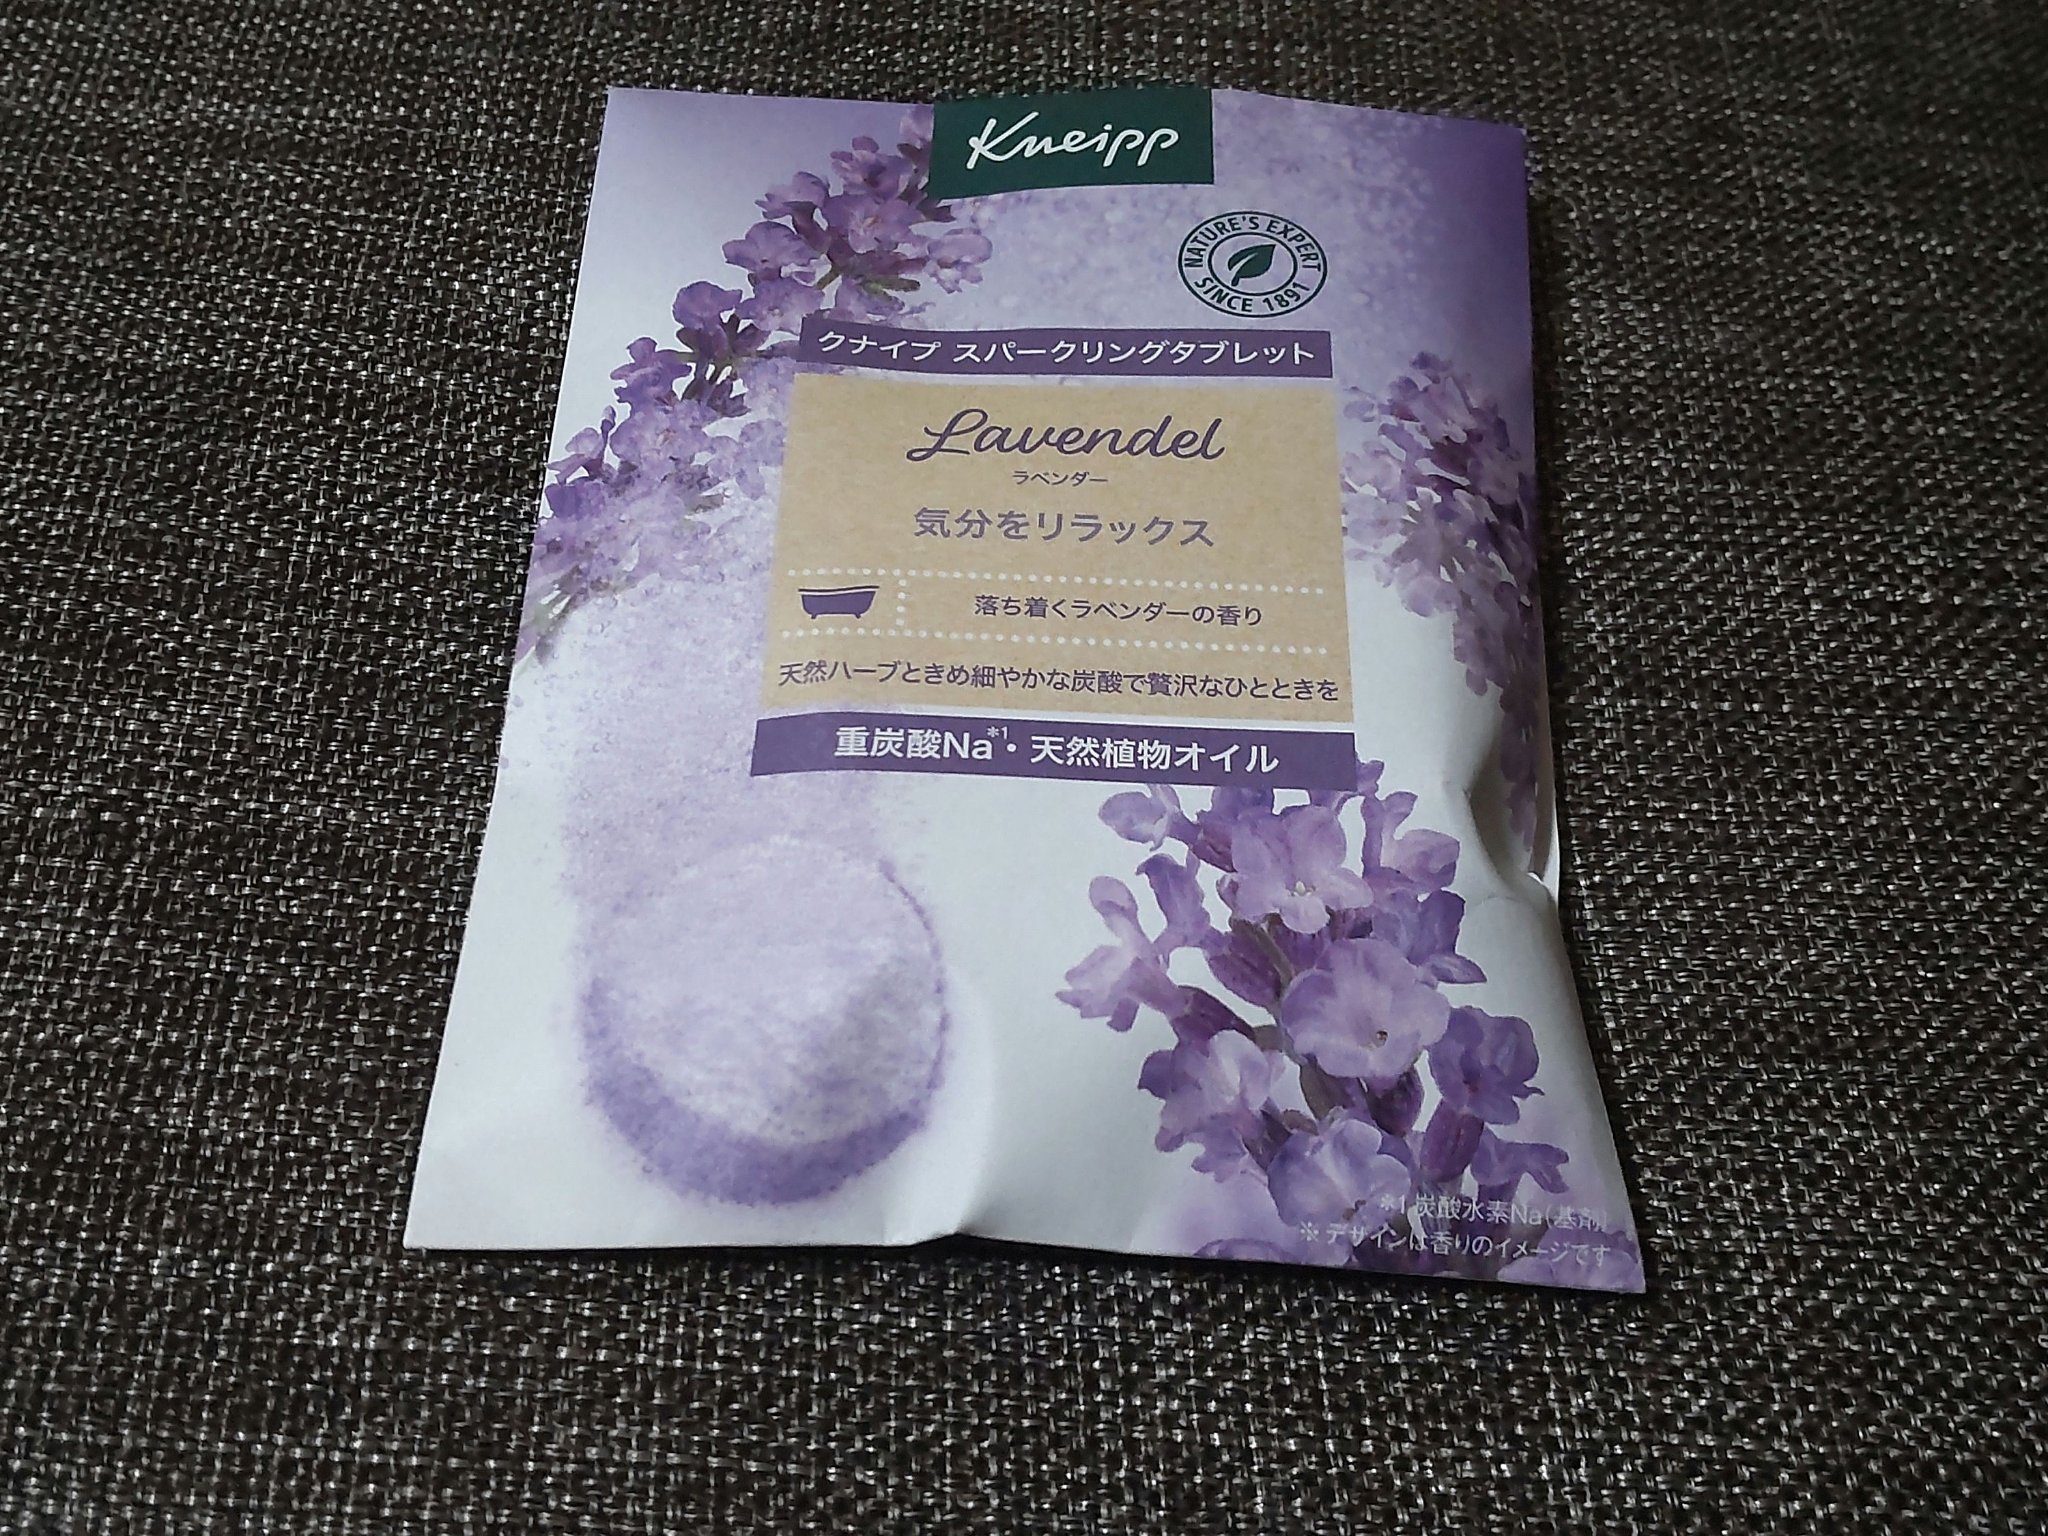 Kneipp
NATURE'S EXPERT
SINCE 1891
クナイプ スパークリングタブレット
Lavendel
ラベンダー
気分をリラックス
落ち着くラベンダーの香り
天然ハーブときめ細やかな炭酸で贅沢なひとときを
重炭酸Na*1・天然植物オイル
※1 炭酸水素Na(基剤)
※ デザインは香りのイメージです